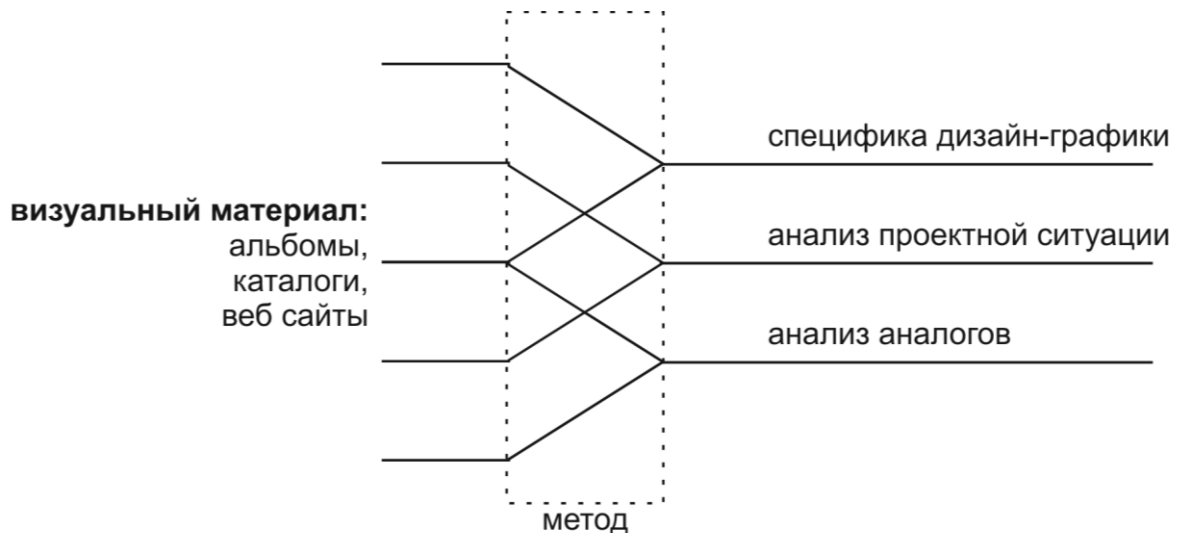 визуальный материал:
альбомы,
каталоги,
веб сайты
специфика дизайн-графики
анализ проектной ситуации
анализ аналогов
метод